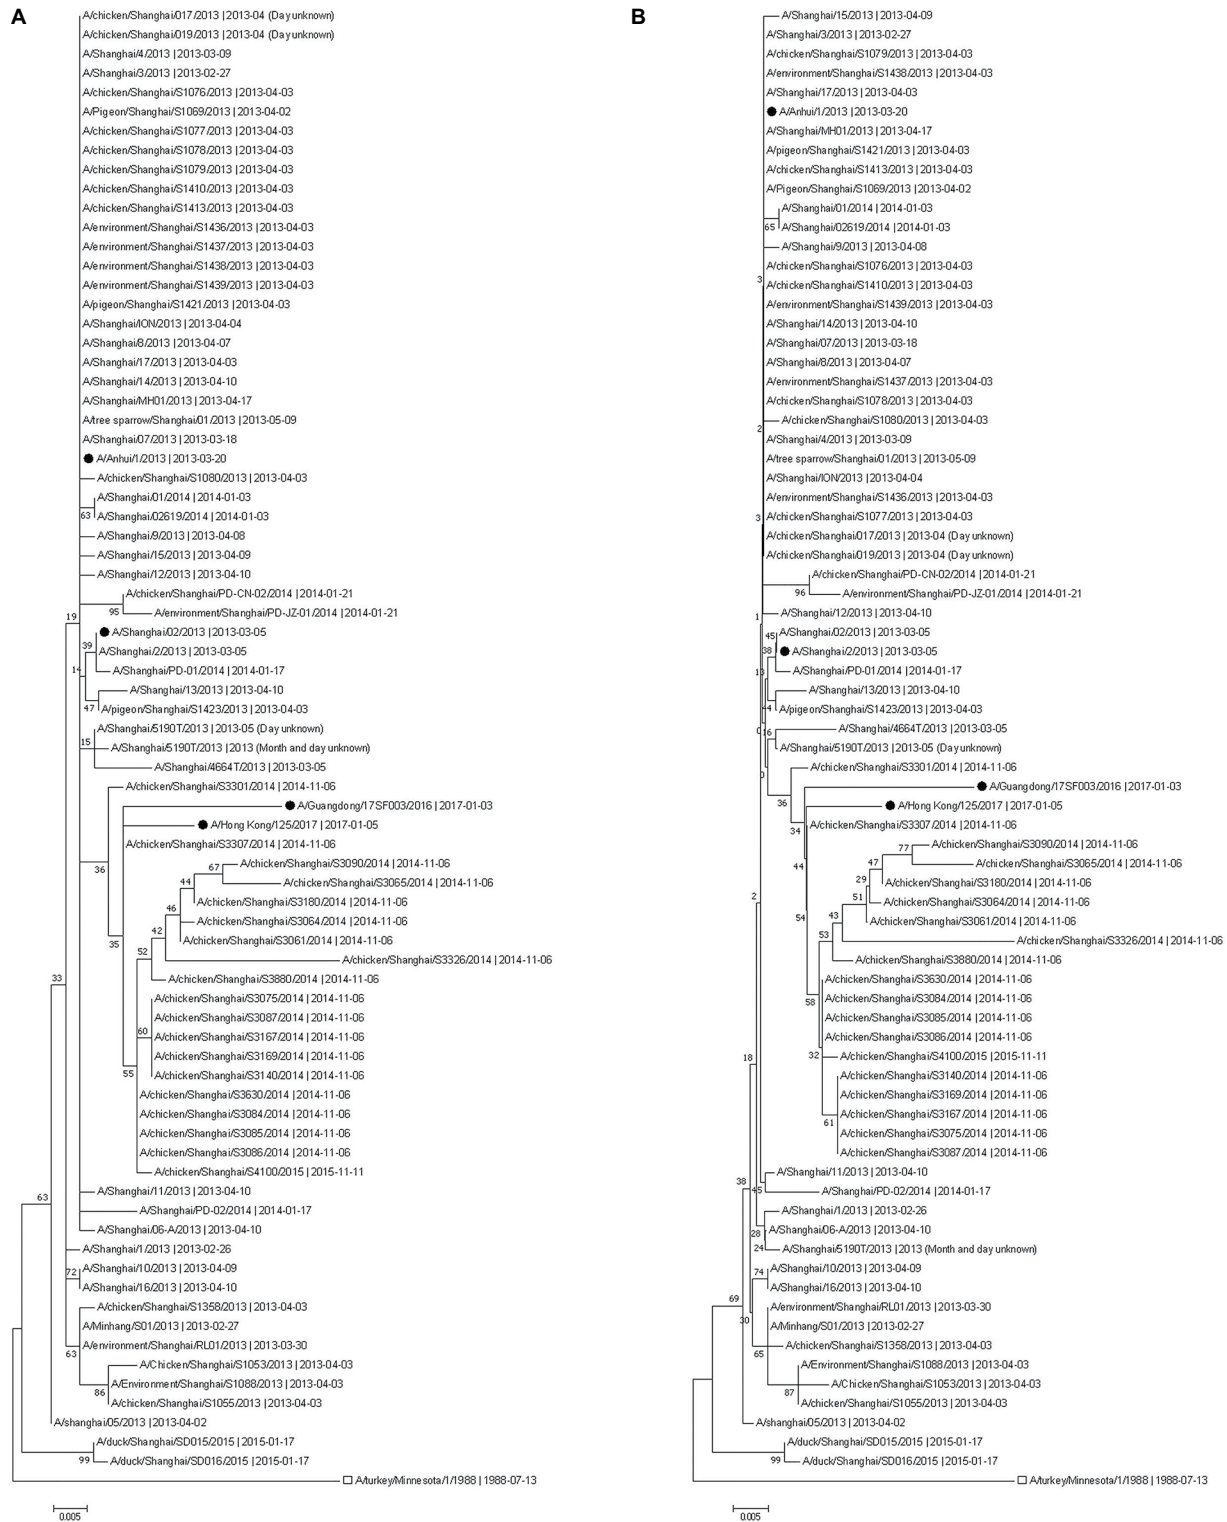 A
A/chicken/Shanghai/017/2013 | 2013-04 (Day unknown)
A/chicken/Shanghai/019/2013 | 2013-04 (Day unknown)
A/Shanghai/4/2013 | 2013-03-09
A/Shanghai/3/2013 | 2013-02-27
A/chicken/Shanghai/S1076/2013 | 2013-04-03
A/Pigeon/Shanghai/S1069/2013 | 2013-04-02
A/chicken/Shanghai/S1077/2013 | 2013-04-03
A/chicken/Shanghai/S1078/2013 | 2013-04-03
A/chicken/Shanghai/S1079/2013 | 2013-04-03
A/chicken/Shanghai/S1410/2013 | 2013-04-03
A/chicken/Shanghai/S1413/2013 | 2013-04-03
A/environment/Shanghai/S1436/2013 | 2013-04-03
A/environment/Shanghai/S1437/2013 | 2013-04-03
A/environment/Shanghai/S1438/2013 | 2013-04-03
A/environment/Shanghai/S1439/2013 | 2013-04-03
A/pigeon/Shanghai/S1421/2013 | 2013-04-03
A/Shanghai/ION/2013 | 2013-04-04
A/Shanghai/8/2013 | 2013-04-07
A/Shanghai/17/2013 | 2013-04-03
A/Shanghai/14/2013 | 2013-04-10
A/Shanghai/MH01/2013 | 2013-04-17
A/tree sparrow/Shanghai/01/2013 | 2013-05-09
A/Shanghai/07/2013 | 2013-03-18
A/Anhui/1/2013 | 2013-03-20
A/chicken/Shanghai/S1080/2013 | 2013-04-03
A/Shanghai/01/2014 | 2014-01-03
63
A/Shanghai/02619/2014 | 2014-01-03
A/Shanghai/9/2013 | 2013-04-08
A/Shanghai/15/2013 | 2013-04-09
A/Shanghai/12/2013 | 2013-04-10
A/chicken/Shanghai/PD-CN-02/2014 | 2014-01-21
95
A/environment/Shanghai/PD-JZ-01/2014 | 2014-01-21
19
A/Shanghai/02/2013 | 2013-03-05
39
A/Shanghai/2/2013 | 2013-03-05
14
A/Shanghai/PD-01/2014 | 2014-01-17
A/Shanghai/13/2013 | 2013-04-10
47
A/pigeon/Shanghai/S1423/2013 | 2013-04-03
A/Shanghai/5190T/2013 | 2013-05 (Day unknown)
15
A/Shanghai/5190T/2013 | 2013 (Month and day unknown)
A/Shanghai/4664T/2013 | 2013-03-05
A/chicken/Shanghai/S3301/2014 | 2014-11-06
A/Guangdong/17SF003/2016 | 2017-01-03
A/Hong Kong/125/2017 | 2017-01-05
A/chicken/Shanghai/S3307/2014 | 2014-11-06
36
A/chicken/Shanghai/S3090/2014 | 2014-11-06
67
A/chicken/Shanghai/S3065/2014 | 2014-11-06
44
A/chicken/Shanghai/S3180/2014 | 2014-11-06
46
A/chicken/Shanghai/S3064/2014 | 2014-11-06
42
A/chicken/Shanghai/S3061/2014 | 2014-11-06
35
52
A/chicken/Shanghai/S3326/2014 | 2014-11-06
33
A/chicken/Shanghai/S3880/2014 | 2014-11-06
A/chicken/Shanghai/S3075/2014 | 2014-11-06
A/chicken/Shanghai/S3087/2014 | 2014-11-06
60
A/chicken/Shanghai/S3167/2014 | 2014-11-06
A/chicken/Shanghai/S3169/2014 | 2014-11-06
55
A/chicken/Shanghai/S3140/2014 | 2014-11-06
A/chicken/Shanghai/S3630/2014 | 2014-11-06
A/chicken/Shanghai/S3084/2014 | 2014-11-06
A/chicken/Shanghai/S3085/2014 | 2014-11-06
A/chicken/Shanghai/S3086/2014 | 2014-11-06
A/chicken/Shanghai/S4100/2015 | 2015-11-11
A/Shanghai/11/2013 | 2013-04-10
63
A/Shanghai/PD-02/2014 | 2014-01-17
A/Shanghai/06-A/2013 | 2013-04-10
A/Shanghai/1/2013 | 2013-02-26
72
A/Shanghai/10/2013 | 2013-04-09
A/Shanghai/16/2013 | 2013-04-10
A/chicken/Shanghai/S1358/2013 | 2013-04-03
A/Minhang/S01/2013 | 2013-02-27
A/environment/Shanghai/RL01/2013 | 2013-03-30
63
A/Chicken/Shanghai/S1053/2013 | 2013-04-03
A/Environment/Shanghai/S1088/2013 | 2013-04-03
86
A/chicken/Shanghai/S1055/2013 | 2013-04-03
A/shanghai/05/2013 | 2013-04-02
A/duck/Shanghai/SD015/2015 | 2015-01-17
99
A/duck/Shanghai/SD016/2015 | 2015-01-17
A/turkey/Minnesota/1/1988 | 1988-07-13
0.005
B
A/Shanghai/15/2013 | 2013-04-09
A/Shanghai/3/2013 | 2013-02-27
A/chicken/Shanghai/S1079/2013 | 2013-04-03
A/environment/Shanghai/S1438/2013 | 2013-04-03
A/Shanghai/17/2013 | 2013-04-03
A/Anhui/1/2013 | 2013-03-20
A/Shanghai/MH01/2013 | 2013-04-17
A/pigeon/Shanghai/S1421/2013 | 2013-04-03
A/chicken/Shanghai/S1413/2013 | 2013-04-03
A/Pigeon/Shanghai/S1069/2013 | 2013-04-02
A/Shanghai/01/2014 | 2014-01-03
65
A/Shanghai/02619/2014 | 2014-01-03
A/Shanghai/9/2013 | 2013-04-08
A/chicken/Shanghai/S1076/2013 | 2013-04-03
3
A/chicken/Shanghai/S1410/2013 | 2013-04-03
A/environment/Shanghai/S1439/2013 | 2013-04-03
A/Shanghai/14/2013 | 2013-04-10
A/Shanghai/07/2013 | 2013-03-18
A/Shanghai/8/2013 | 2013-04-07
A/environment/Shanghai/S1437/2013 | 2013-04-03
A/chicken/Shanghai/S1078/2013 | 2013-04-03
A/chicken/Shanghai/S1080/2013 | 2013-04-03
2
A/Shanghai/4/2013 | 2013-03-09
A/tree sparrow/Shanghai/01/2013 | 2013-05-09
A/Shanghai/ION/2013 | 2013-04-04
A/environment/Shanghai/S1436/2013 | 2013-04-03
3
A/chicken/Shanghai/S1077/2013 | 2013-04-03
A/chicken/Shanghai/017/2013 | 2013-04 (Day unknown)
A/chicken/Shanghai/019/2013 | 2013-04 (Day unknown)
A/chicken/Shanghai/PD-CN-02/2014 | 2014-01-21
96
A/environment/Shanghai/PD-JZ-01/2014 | 2014-01-21
1
A/Shanghai/12/2013 | 2013-04-10
45
A/Shanghai/02/2013 | 2013-03-05
38
A/Shanghai/2/2013 | 2013-03-05
13
A/Shanghai/PD-01/2014 | 2014-01-17
A/Shanghai/13/2013 | 2013-04-10
A/pigeon/Shanghai/S1423/2013 | 2013-04-03
0
16
A/Shanghai/4664T/2013 | 2013-03-05
A/Shanghai/5190T/2013 | 2013-05 (Day unknown)
0
A/chicken/Shanghai/S3301/2014 | 2014-11-06
A/Guangdong/17SF003/2016 | 2017-01-03
36
A/Hong Kong/125/2017 | 2017-01-05
34
A/chicken/Shanghai/S3307/2014 | 2014-11-06
77
A/chicken/Shanghai/S3090/2014 | 2014-11-06
44
47
A/chicken/Shanghai/S3065/2014 | 2014-11-06
29
A/chicken/Shanghai/S3180/2014 | 2014-11-06
2
51
A/chicken/Shanghai/S3064/2014 | 2014-11-06
54
43
A/chicken/Shanghai/S3061/2014 | 2014-11-06
53
A/chicken/Shanghai/S3326/2014 | 2014-11-06
A/chicken/Shanghai/S3880/2014 | 2014-11-06
A/chicken/Shanghai/S3630/2014 | 2014-11-06
58
A/chicken/Shanghai/S3084/2014 | 2014-11-06
A/chicken/Shanghai/S3085/2014 | 2014-11-06
A/chicken/Shanghai/S3086/2014 | 2014-11-06
18
32
A/chicken/Shanghai/S4100/2015 | 2015-11-11
A/chicken/Shanghai/S3140/2014 | 2014-11-06
A/chicken/Shanghai/S3169/2014 | 2014-11-06
A/chicken/Shanghai/S3167/2014 | 2014-11-06
61
A/chicken/Shanghai/S3075/2014 | 2014-11-06
A/chicken/Shanghai/S3087/2014 | 2014-11-06
A/Shanghai/11/2013 | 2013-04-10
38
45
A/Shanghai/PD-02/2014 | 2014-01-17
A/Shanghai/1/2013 | 2013-02-26
28
A/Shanghai/06-A/2013 | 2013-04-10
24
A/Shanghai/5190T/2013 | 2013 (Month and day unknown)
74
A/Shanghai/10/2013 | 2013-04-09
A/Shanghai/16/2013 | 2013-04-10
69
A/environment/Shanghai/RL01/2013 | 2013-03-30
30
A/Minhang/S01/2013 | 2013-02-27
65
A/chicken/Shanghai/S1358/2013 | 2013-04-03
A/Environment/Shanghai/S1088/2013 | 2013-04-03
87
A/Chicken/Shanghai/S1053/2013 | 2013-04-03
A/chicken/Shanghai/S1055/2013 | 2013-04-03
A/shanghai/05/2013 | 2013-04-02
A/duck/Shanghai/SD015/2015 | 2015-01-17
99
A/duck/Shanghai/SD016/2015 | 2015-01-17
A/turkey/Minnesota/1/1988 | 1988-07-13
0.005